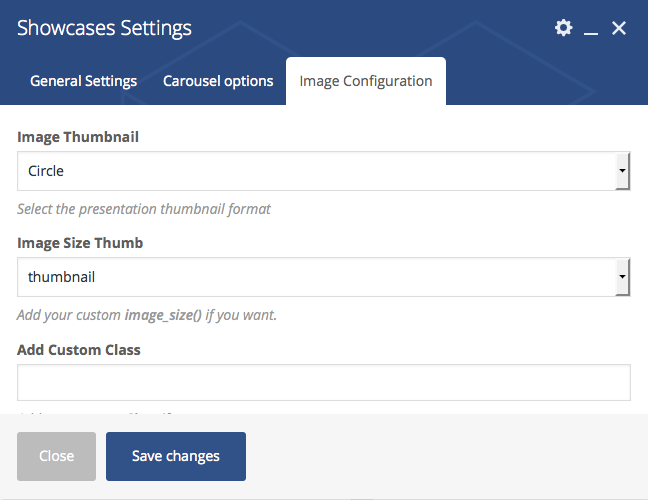 Showcases Settings
General Settings Carousel options Image Configuration
Image Thumbnail
Circle
Select the presentation thumbnail format
Image Size Thumb
thumbnail
Add your custom image_size() if you want.
Add Custom Class
Close Save changes